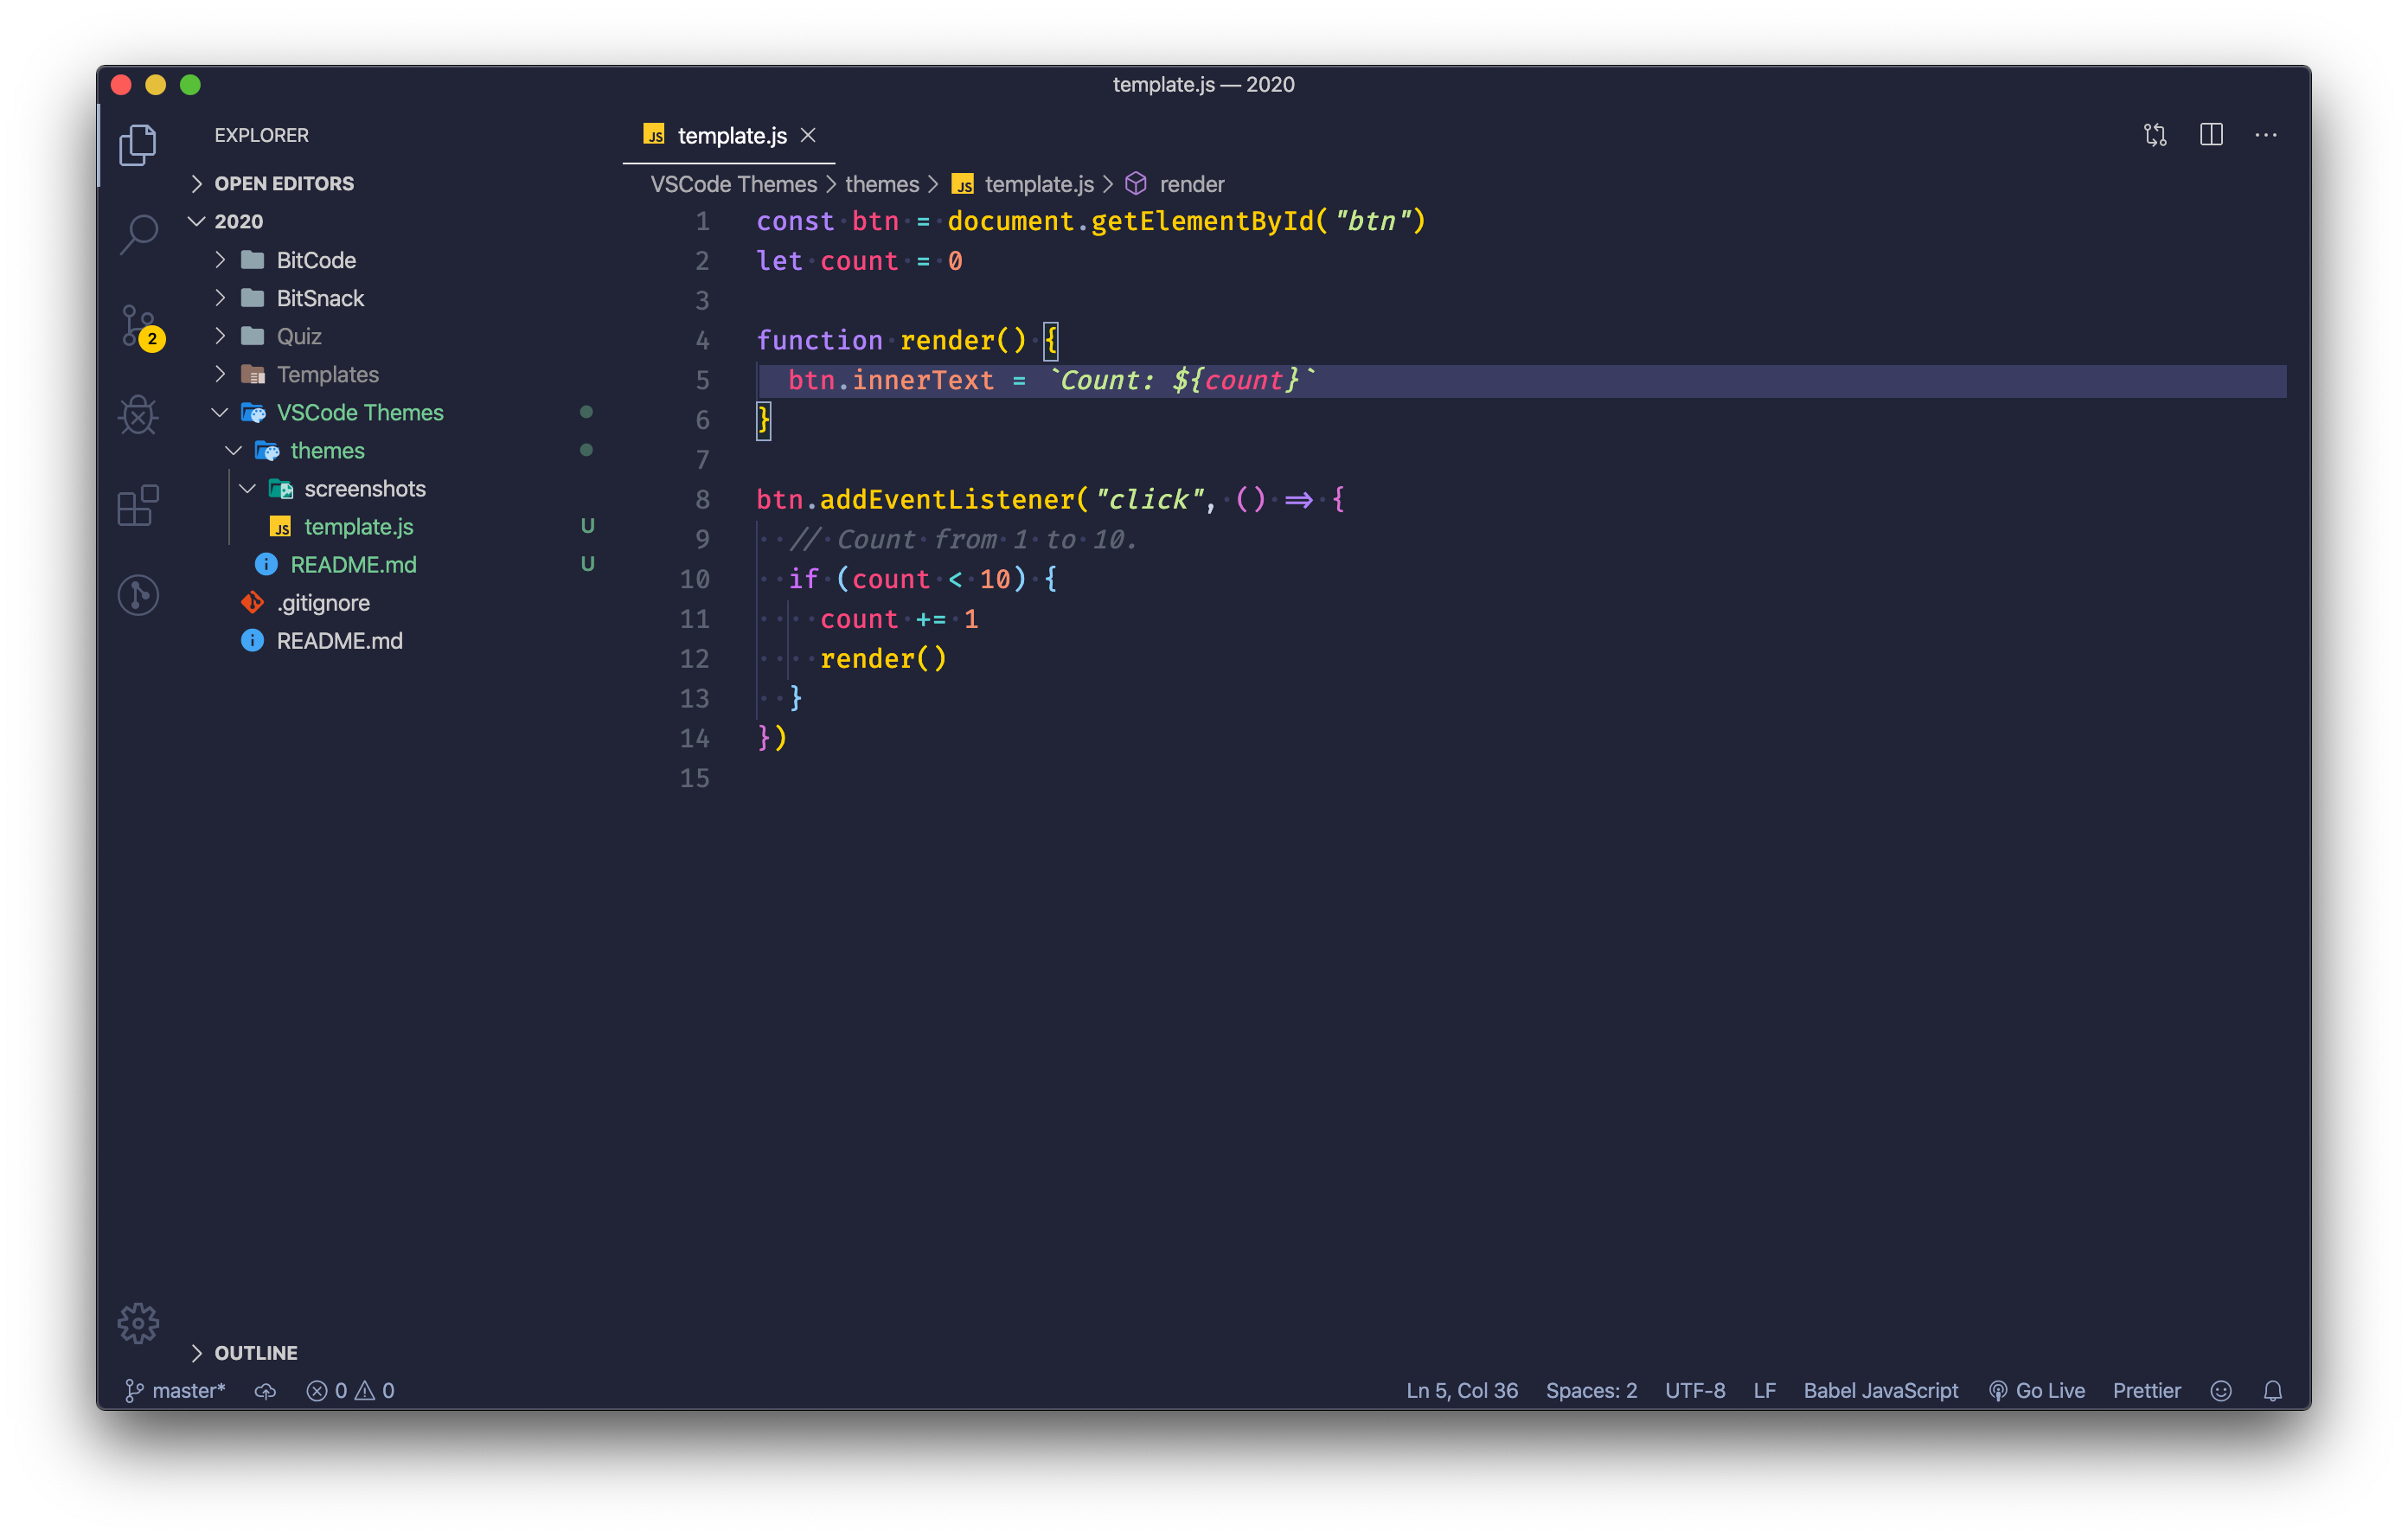 template.js — 2020
EXPLORER
OPEN EDITORS
2020
BitCode
BitSnack
Quiz
Templates
VSCode Themes
themes
screenshots
JS template.js U
README.md U
.gitignore
README.md
2
OUTLINE
JS template.js
VSCode Themes > themes > JS template.js > render
1 const btn = document.getElementById("btn")
2 let count = 0
3
4 function render() {
5   btn.innerText = `Count: ${count}`
6 }
7
8 btn.addEventListener("click", () => {
9   // Count from 1 to 10.
10   if (count < 10) {
11     count += 1
12     render()
13   }
14 })
15
master* 0 0 Ln 5, Col 36 Spaces: 2 UTF-8 LF Babel JavaScript Go Live Prettier